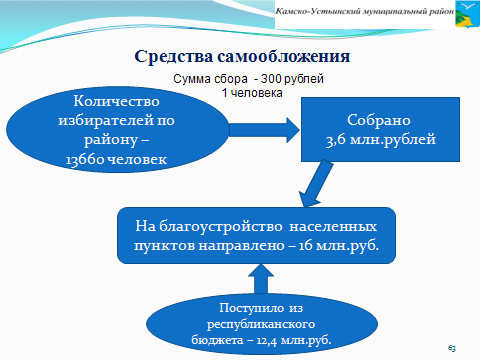 Камско-Устьинский муниципальный район
Средства самообложения
Сумма сбора - 300 рублей
1 человека
Количество
избирателей по
району –
13660 человек
Собрано
3,6 млн.рублей
На благоустройство населенных
пунктов направлено – 16 млн.руб.
Поступило из
республиканского
бюджета – 12,4 млн.руб.
63